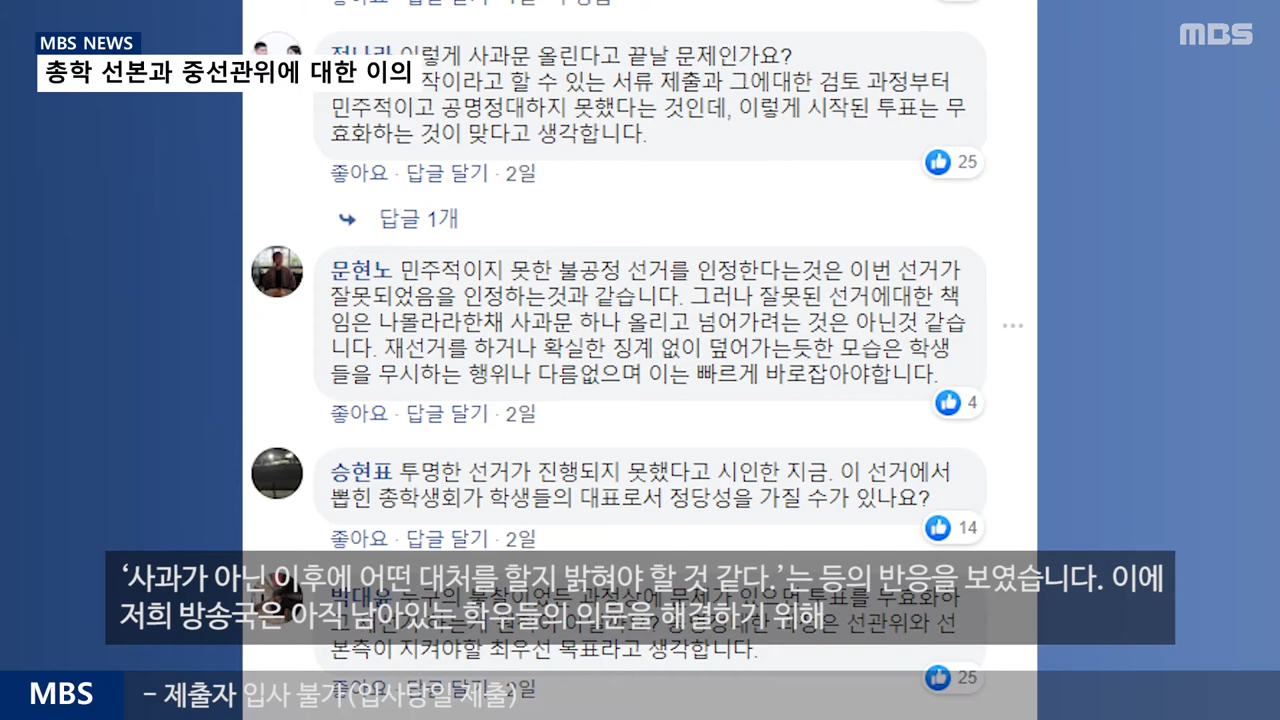 MBS NEWS
총학 선본과 중선관위에 대한 이의
MBS
이렇게 사과문 올린다고 끝날 문제인가요?
작이라고 할 수 있는 서류 제출과 그에대한 검토 과정부터
민주적이고 공명정대하지 못했다는 것인데, 이렇게 시작된 투표는 무
효화하는 것이 맞다고 생각합니다.
25
좋아요 · 답글 달기 · 2일
답글 1개
문현노 민주적이지 못한 불공정 선거를 인정한다는것은 이번 선거가
잘못되었음을 인정하는것과 같습니다. 그러나 잘못된 선거에대한 책
임은 나몰라라한채 사과문 하나 올리고 넘어가려는 것은 아닌것 같습
니다. 재선거를 하거나 확실한 징계 없이 덮어가는듯한 모습은 학생
들을 무시하는 행위나 다름없으며 이는 빠르게 바로잡아야합니다.
4
좋아요 · 답글 달기 · 2일
승현표 투명한 선거가 진행되지 못했다고 시인한 지금. 이 선거에서
뽑힌 총학생회가 학생들의 대표로서 정당성을 가질 수가 있나요?
14
좋아요 · 답글 달기 · 2일
‘사과가 아닌 이후에 어떤 대처를 할지 밝혀야 할 것 같다.’는 등의 반응을 보였습니다. 이에
저희 방송국은 아직 남아있는 학우들의 의문을 해결하기 위해
선관위와 선
본측이 지켜야할 최우선 목표라고 생각합니다.
25
좋아요 · 답글 달기 · 2일
MBS
- 제출자 입사 불가(입사당일 제출)